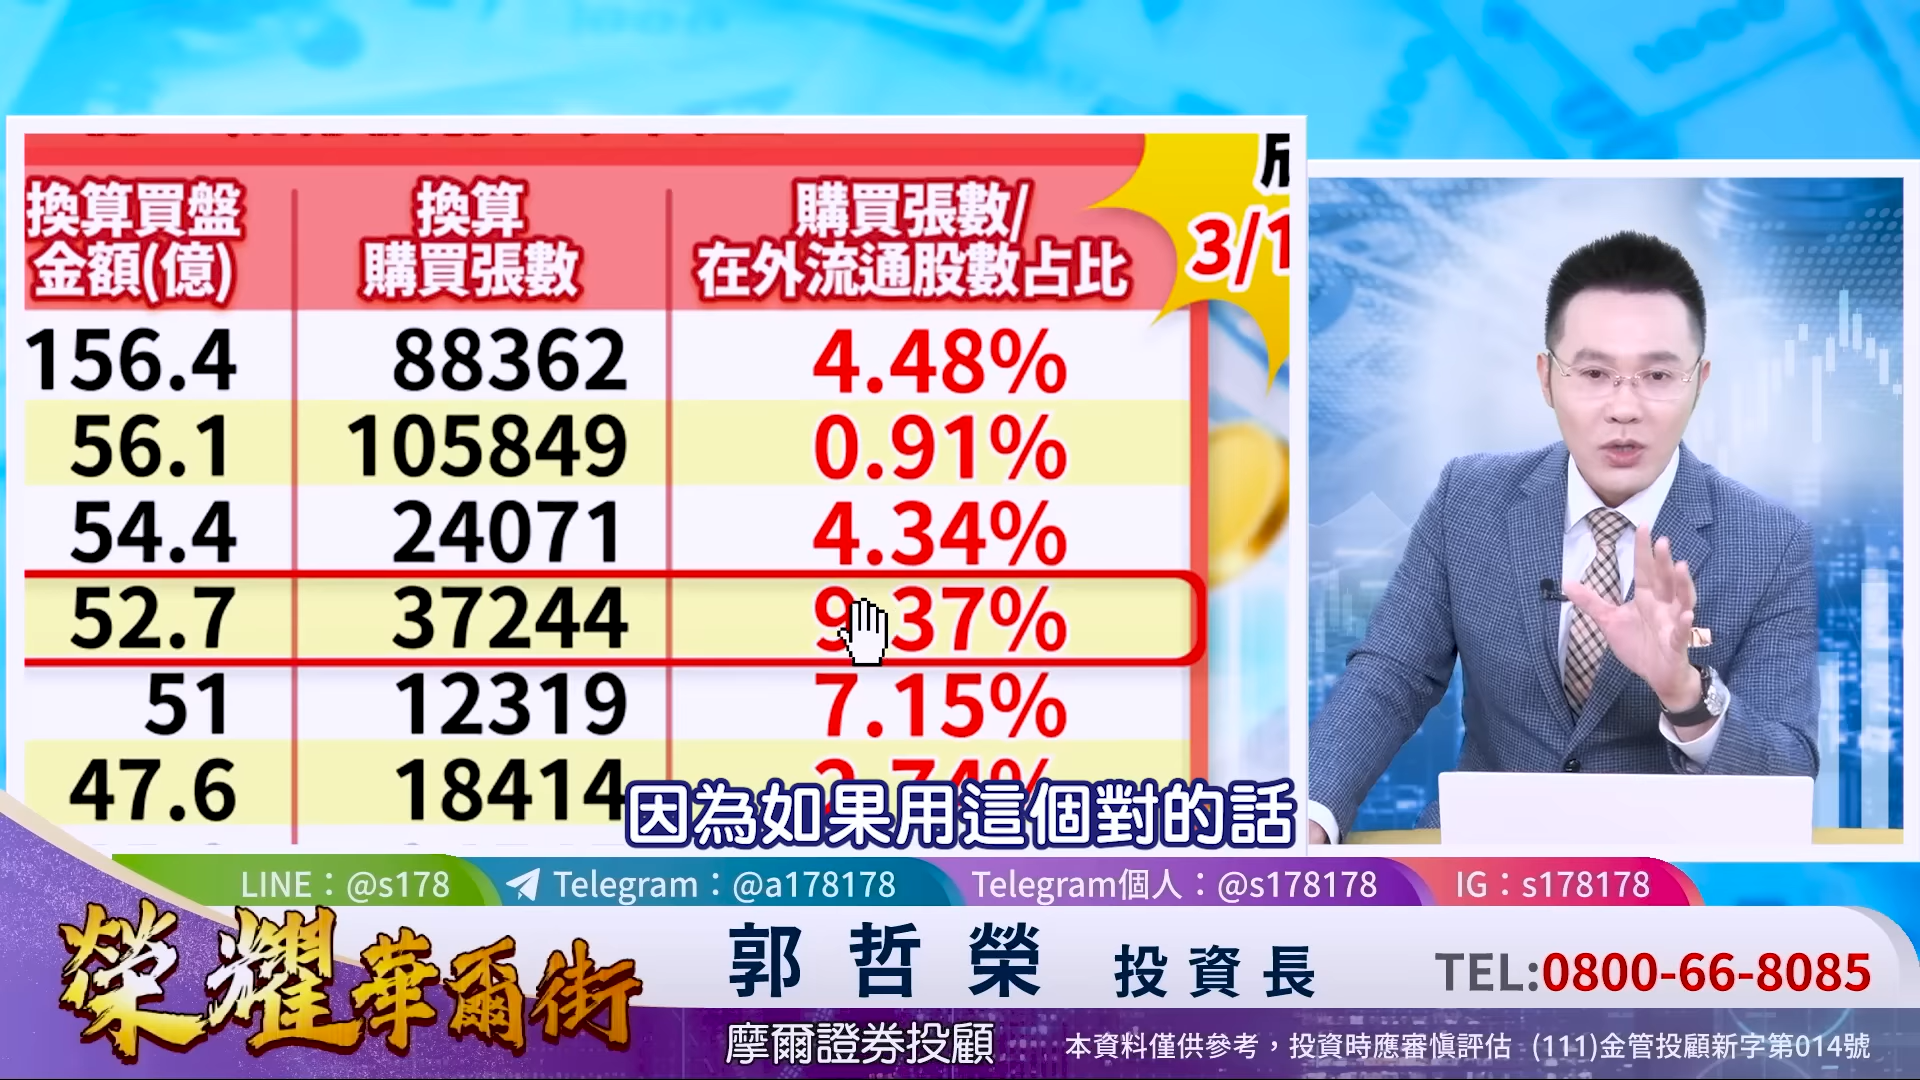 換算買盤
金額(億)
換算
購買張數
購買張數/
在外流通股數占比
3/1
156.4 88362 4.48%
56.1 105849 0.91%
54.4 24071 4.34%
52.7 37244 9.37%
51 12319 7.15%
47.6 18414 2.74%
因為如果用這個對的話
LINE：@s178
Telegram：@a178178
Telegram個人：@s178178
IG：s178178
榮耀華爾街
郭哲榮 投資長
TEL:0800-66-8085
摩爾證券投顧
本資料僅供參考，投資時應審慎評估 (111)金管投顧新字第014號